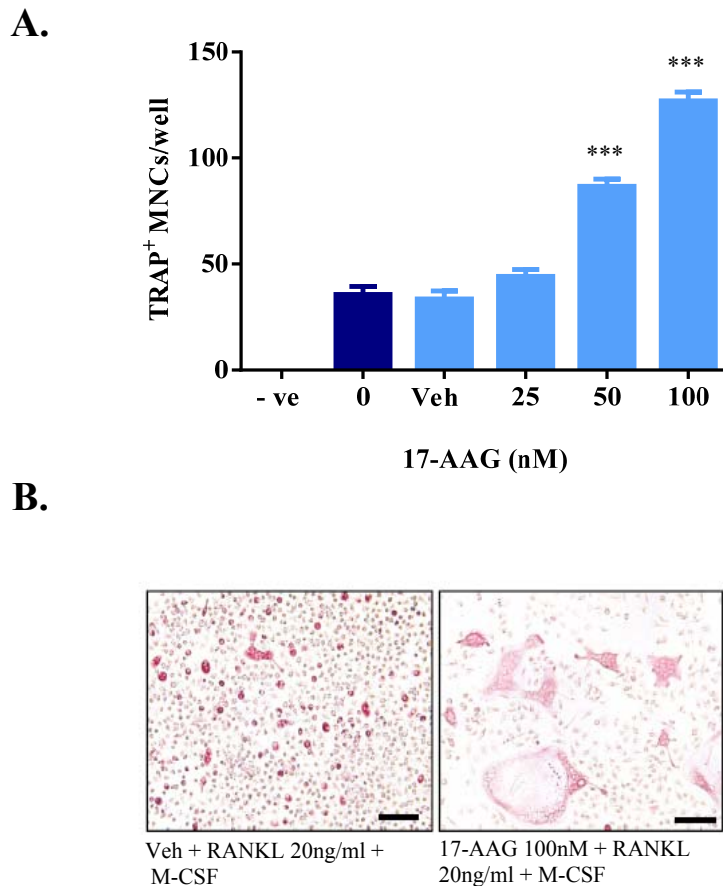 A.
150
100
50
0
TRAP+ MNCs/well
***
***
- ve 0 Veh 25 50 100
17-AAG (nM)
B.
Veh + RANKL 20ng/ml +
M-CSF
17-AAG 100nM + RANKL
20ng/ml + M-CSF